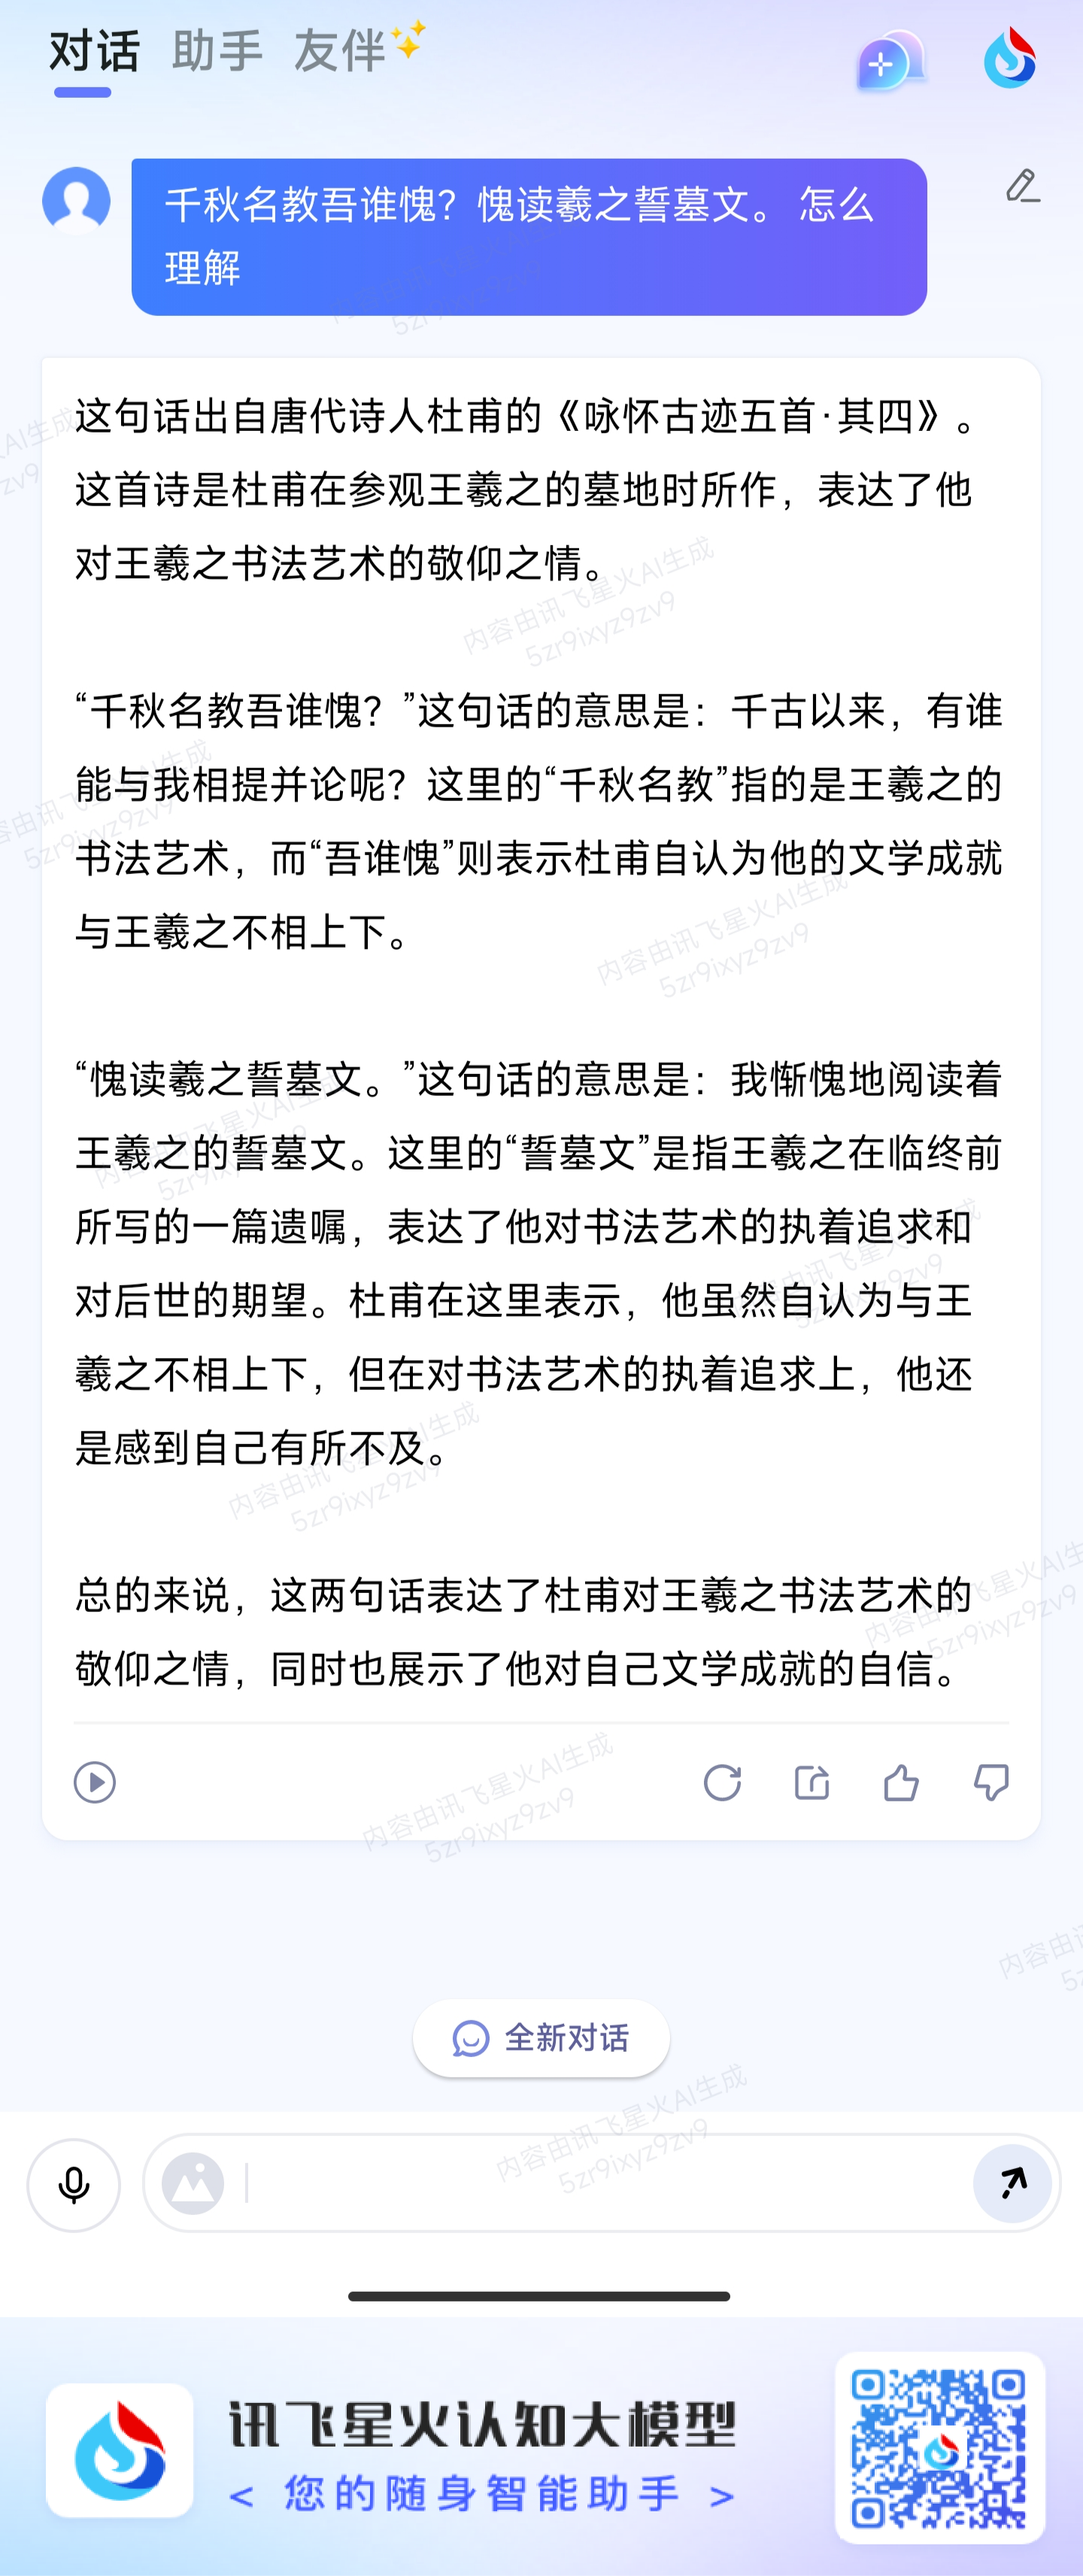 对话 助手 友伴
千秋名教吾谁愧？愧读羲之誓墓文。 怎么
理解
这句话出自唐代诗人杜甫的《咏怀古迹五首·其四》。
这首诗是杜甫在参观王羲之的墓地时所作，表达了他
对王羲之书法艺术的敬仰之情。
“千秋名教吾谁愧？”这句话的意思是：千古以来，有谁
能与我相提并论呢？这里的“千秋名教”指的是王羲之的
书法艺术，而“吾谁愧”则表示杜甫自认为他的文学成就
与王羲之不相上下。
“愧读羲之誓墓文。”这句话的意思是：我惭愧地阅读着
王羲之的誓墓文。这里的“誓墓文”是指王羲之在临终前
所写的一篇遗嘱，表达了他对书法艺术的执着追求和
对后世的期望。杜甫在这里表示，他虽然自认为与王
羲之不相上下，但在对书法艺术的执着追求上，他还
是感到自己有所不及。
总的来说，这两句话表达了杜甫对王羲之书法艺术的
敬仰之情，同时也展示了他对自己文学成就的自信。
内容由讯飞星火AI生成
5zr9ixyz9zv9
全新对话
讯飞星火认知大模型
< 您的随身智能助手 >